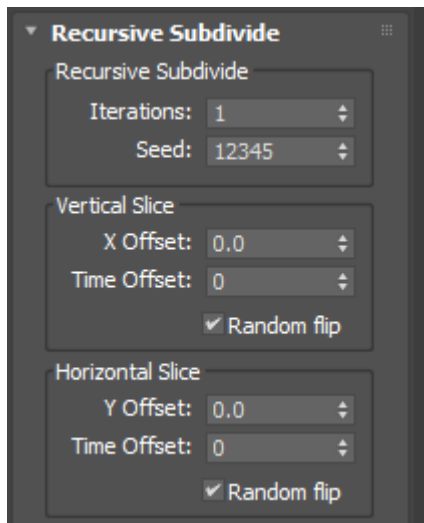 Recursive Subdivide
Recursive Subdivide
Iterations: 1
Seed: 12345
Vertical Slice
X Offset: 0.0
Time Offset: 0
Random flip
Horizontal Slice
Y Offset: 0.0
Time Offset: 0
Random flip